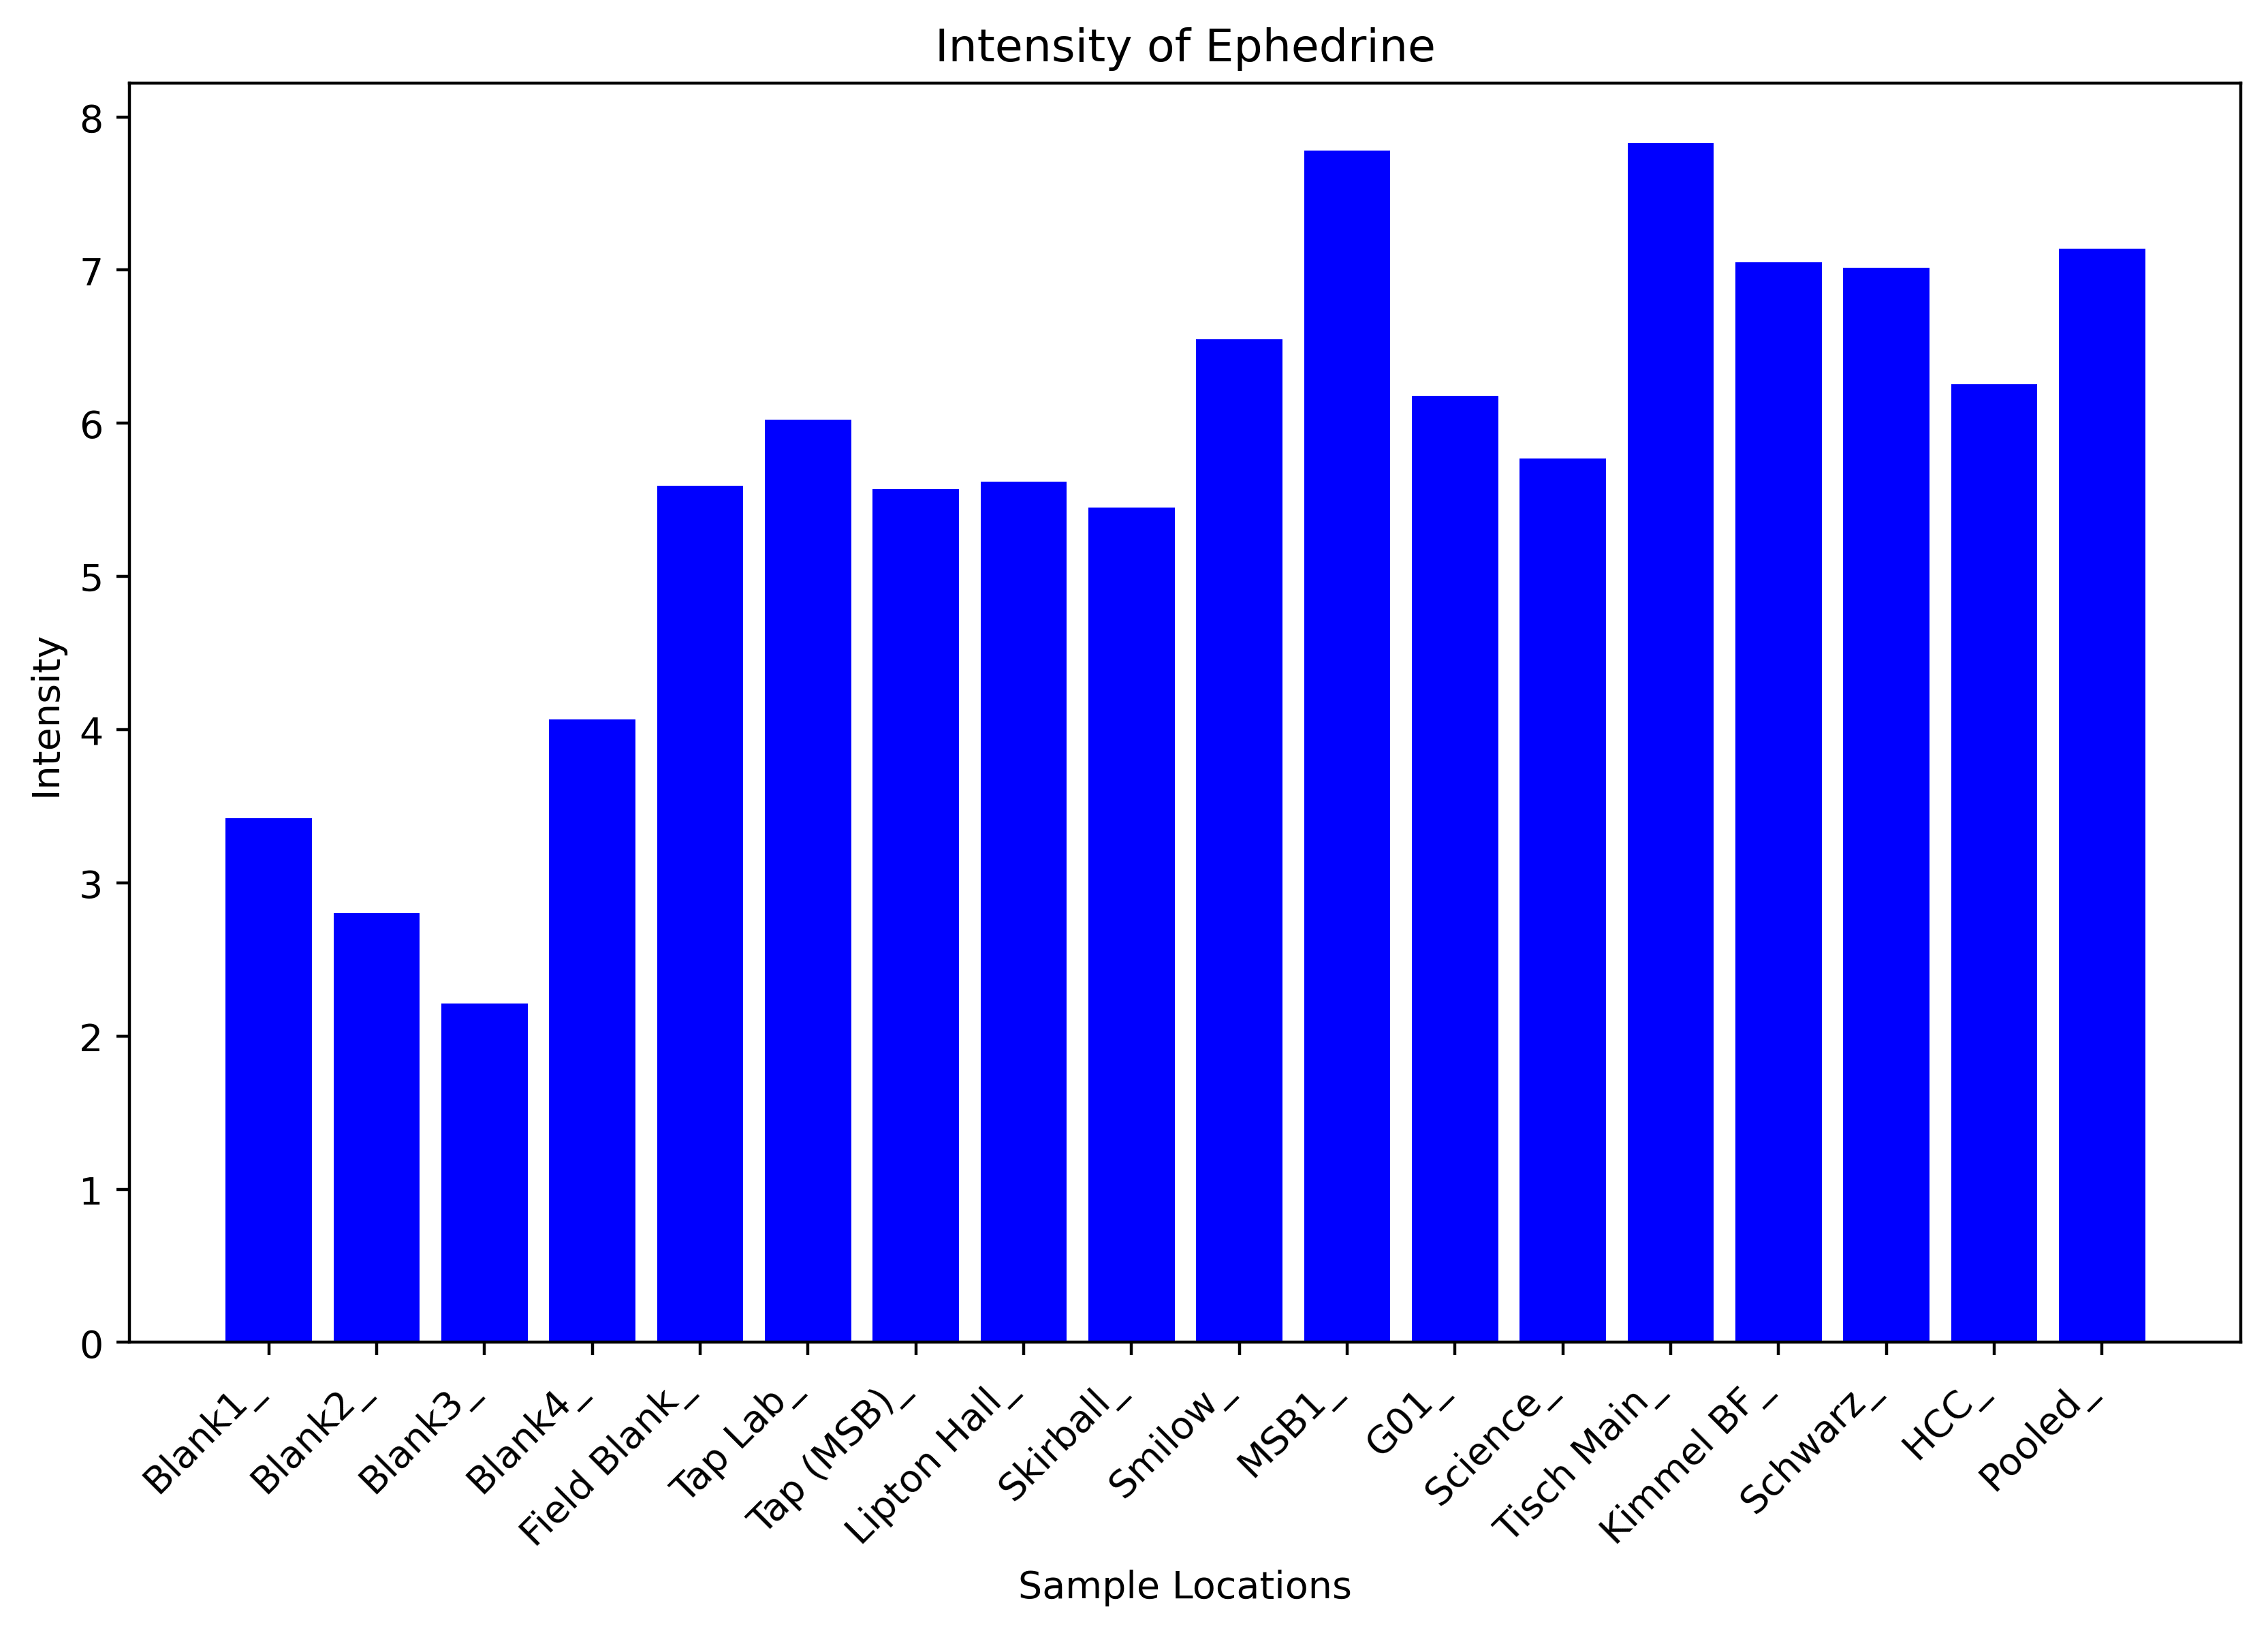 Intensity of Ephedrine
Intensity
8
7
6
5
4
3
2
1
0
Blank1_
Blank2_
Blank3_
Blank4_
Field Blank_
Tap Lab_
Tap (MSB)_
Lipton Hall_
Skirball_
Smilow_
MSB1_
G01_
Science_
Tisch Main_
Kimmel BF_
Schwarz_
HCC_
Pooled_
Sample Locations